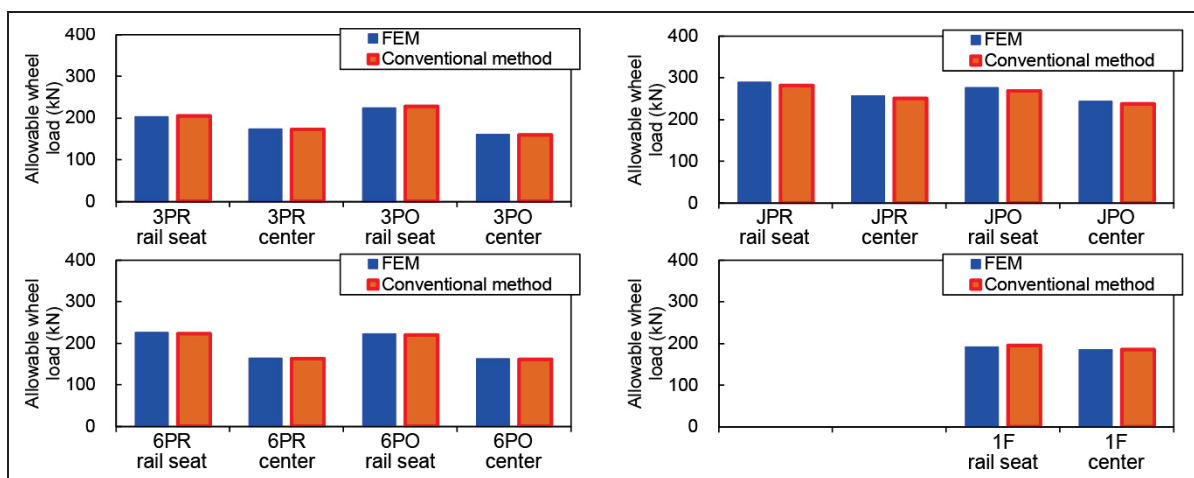 Allowable wheel
load (kN)
400
300
200
100
0
FEM
Conventional method
3PR
rail seat
3PR
center
3PO
rail seat
3PO
center
Allowable wheel
load (kN)
400
300
200
100
0
FEM
Conventional method
JPR
rail seat
JPR
center
JPO
rail seat
JPO
center
Allowable wheel
load (kN)
400
300
200
100
0
FEM
Conventional method
6PR
rail seat
6PR
center
6PO
rail seat
6PO
center
Allowable wheel
load (kN)
400
300
200
100
0
FEM
Conventional method
1F
rail seat
1F
center